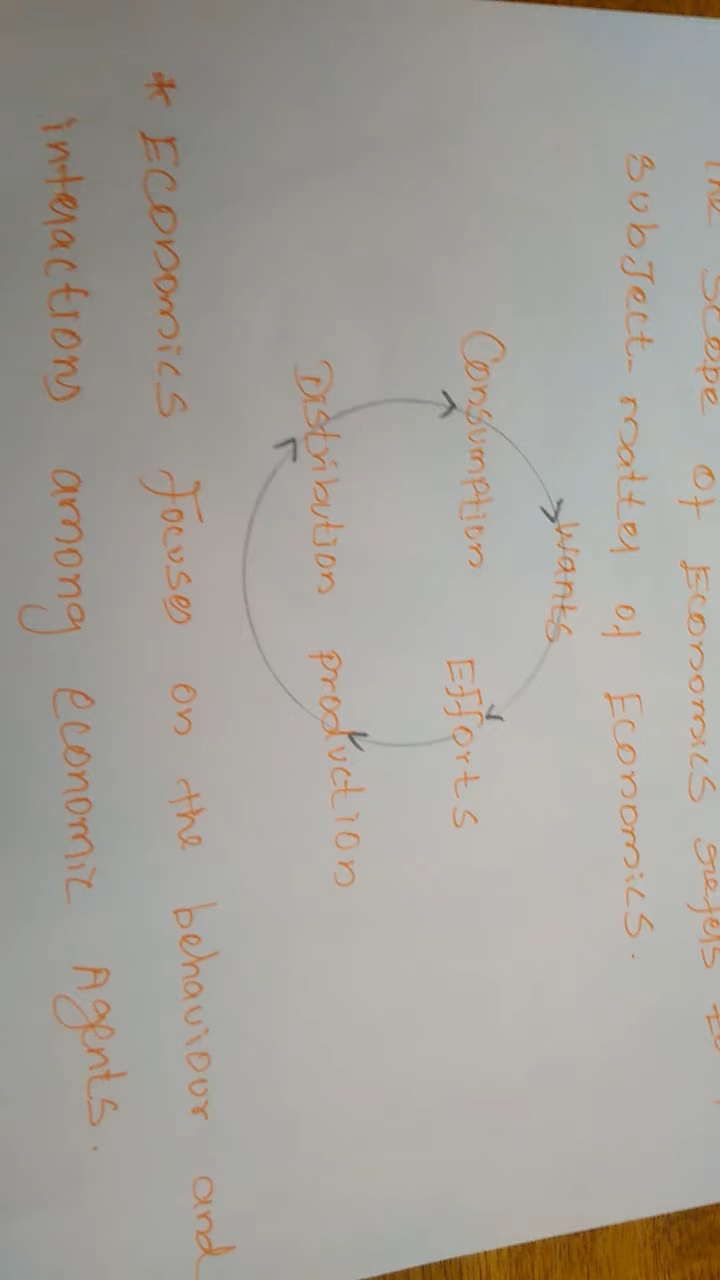 The Scope of Economics refers to
Subject-matter of Economics.
Wants
Consumption Efforts
Distribution production
* Economics focuses on the behaviour and
interactions among economic Agents.